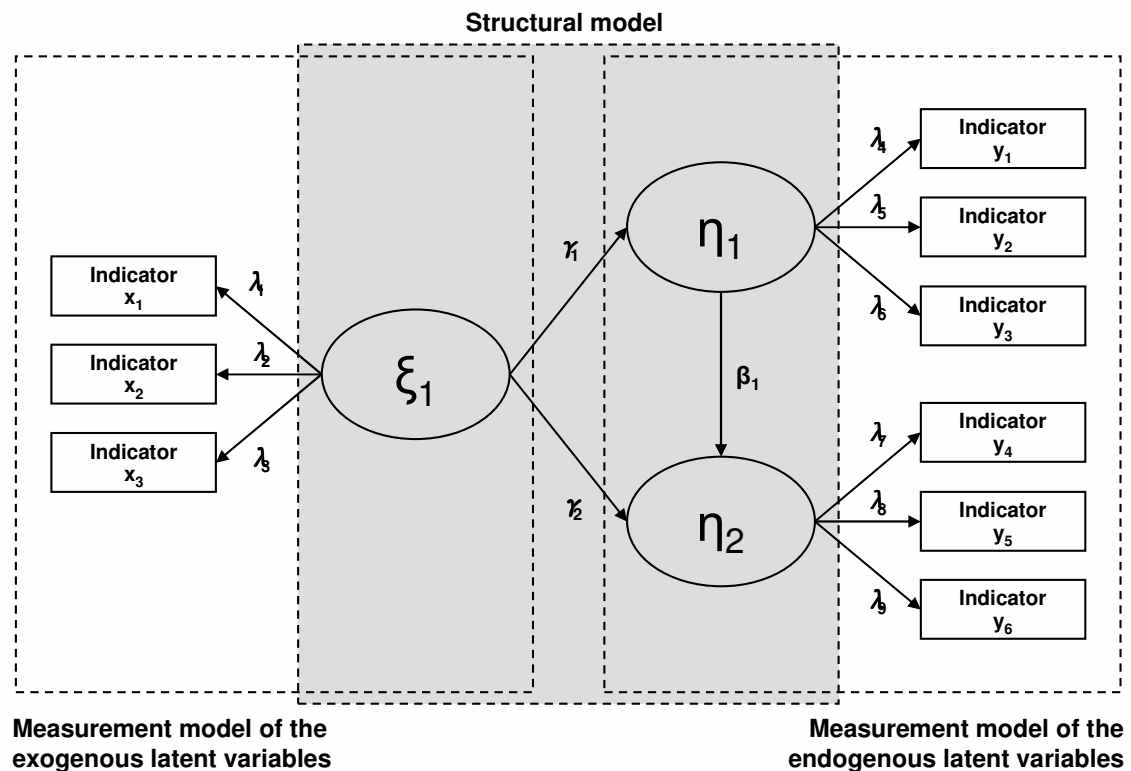 Structural model
Indicator
y₁
λ₄
Indicator
y₂
λ₅
η₁
γ₁
Indicator
x₁
λ₁
Indicator
y₃
λ₆
Indicator
x₂
λ₂
ξ₁
β₁
Indicator
x₃
λ₃
Indicator
y₄
λ₇
γ₂
η₂
Indicator
y₅
λ₈
Indicator
y₆
λ₉
Measurement model of the
exogenous latent variables
Measurement model of the
endogenous latent variables